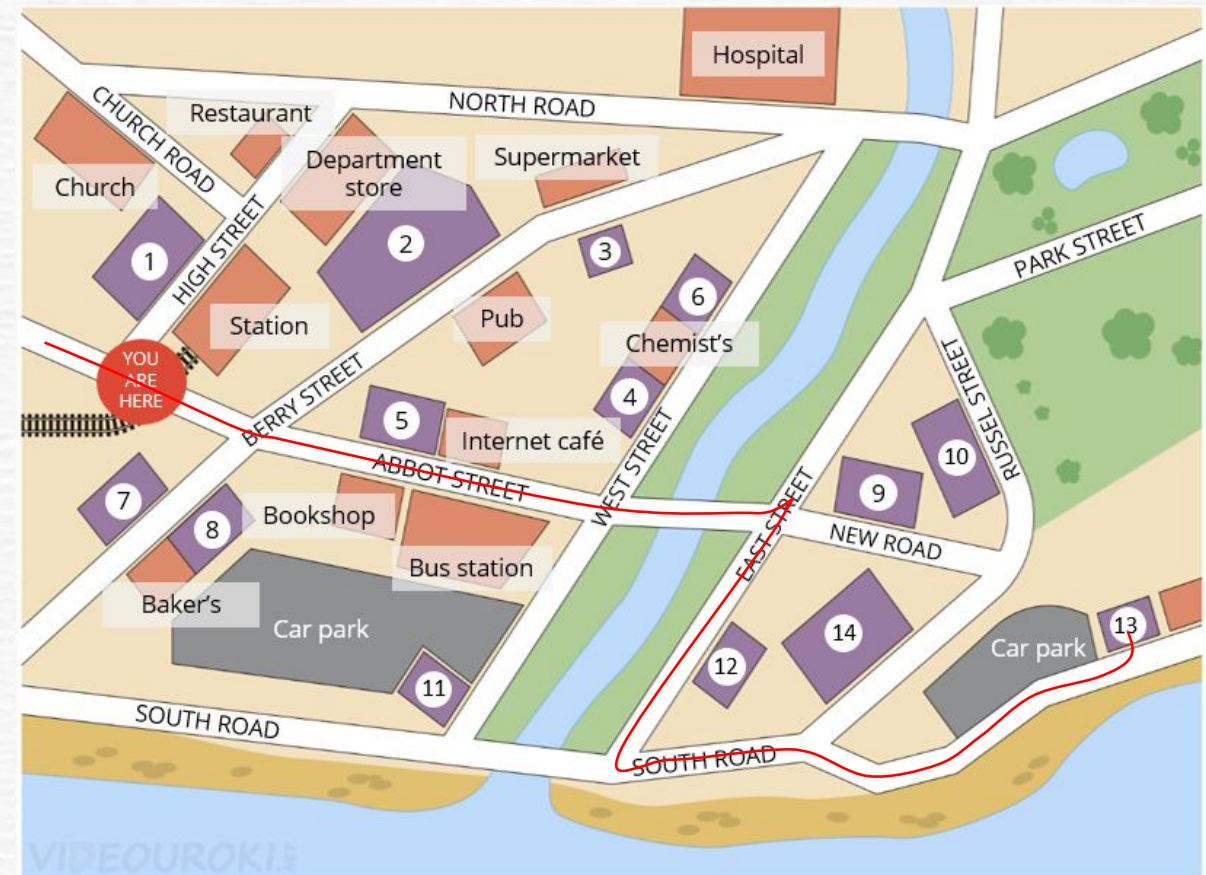 Hospital
NORTH ROAD
CHURCH ROAD
Restaurant
Department
store
Supermarket
Church
HIGH STREET
1
2
3
PARK STREET
6
Station
Pub
Chemist's
YOU
ARE
HERE
BERRY STREET
4
5
Internet café
ABBOT STREET
WEST STREET
RUSSEL STREET
10
9
7
8
Bookshop
EAST STREET
NEW ROAD
Bus station
Baker's
Car park
14
13
12
Car park
11
SOUTH ROAD
SOUTH ROAD
VIDEOUROKI.NET